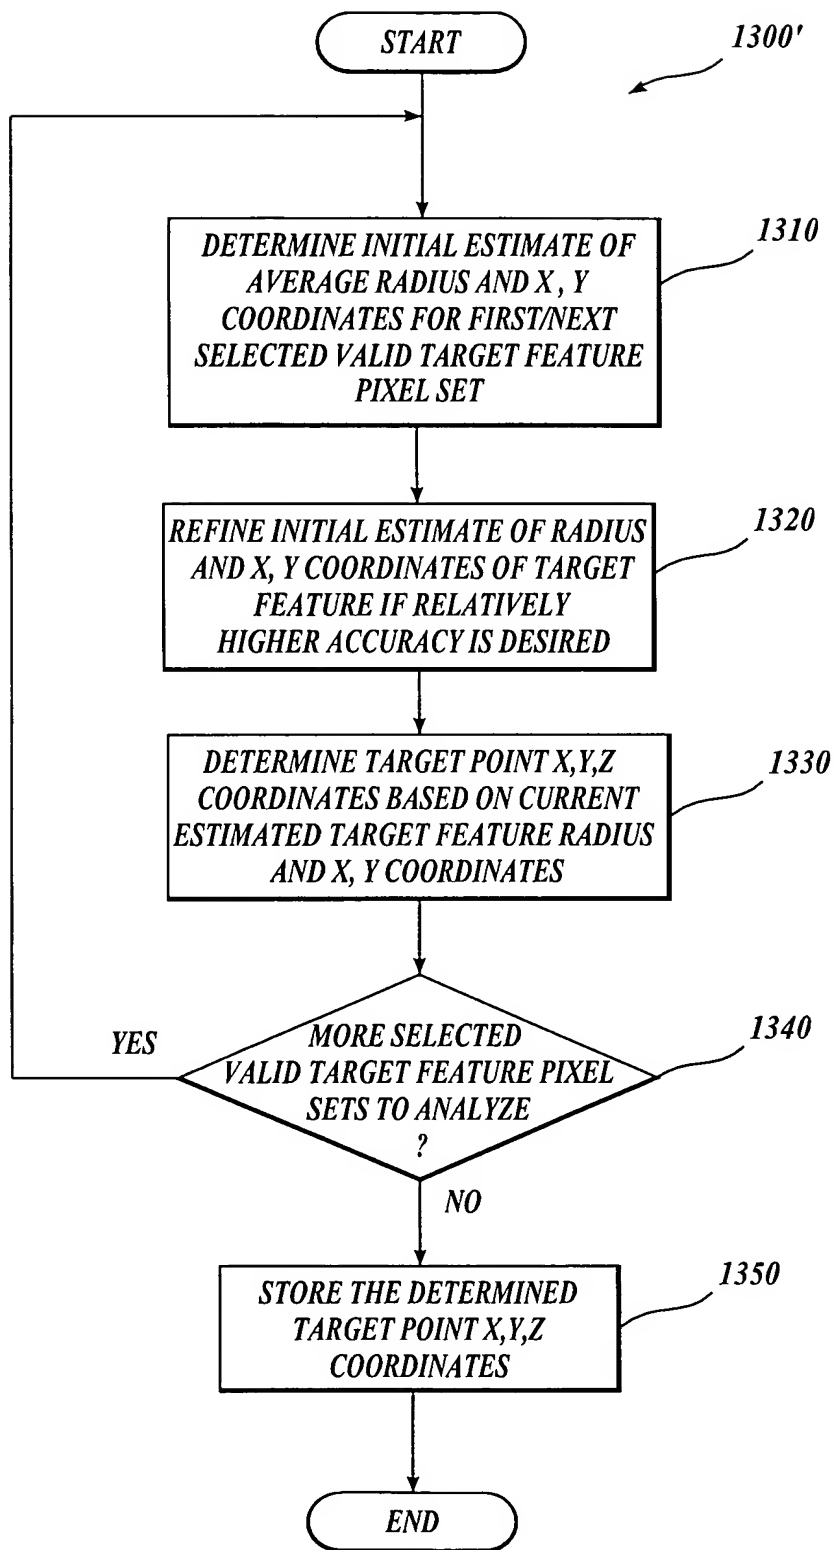 START
1300'
DETERMINE INITIAL ESTIMATE OF
AVERAGE RADIUS AND X , Y
COORDINATES FOR FIRST/NEXT
SELECTED VALID TARGET FEATURE
PIXEL SET
1310
REFINE INITIAL ESTIMATE OF RADIUS
AND X, Y COORDINATES OF TARGET
FEATURE IF RELATIVELY
HIGHER ACCURACY IS DESIRED
1320
DETERMINE TARGET POINT X,Y,Z
COORDINATES BASED ON CURRENT
ESTIMATED TARGET FEATURE RADIUS
AND X, Y COORDINATES
1330
YES
MORE SELECTED
VALID TARGET FEATURE PIXEL
SETS TO ANALYZE
?
1340
NO
STORE THE DETERMINED
TARGET POINT X,Y,Z
COORDINATES
1350
END